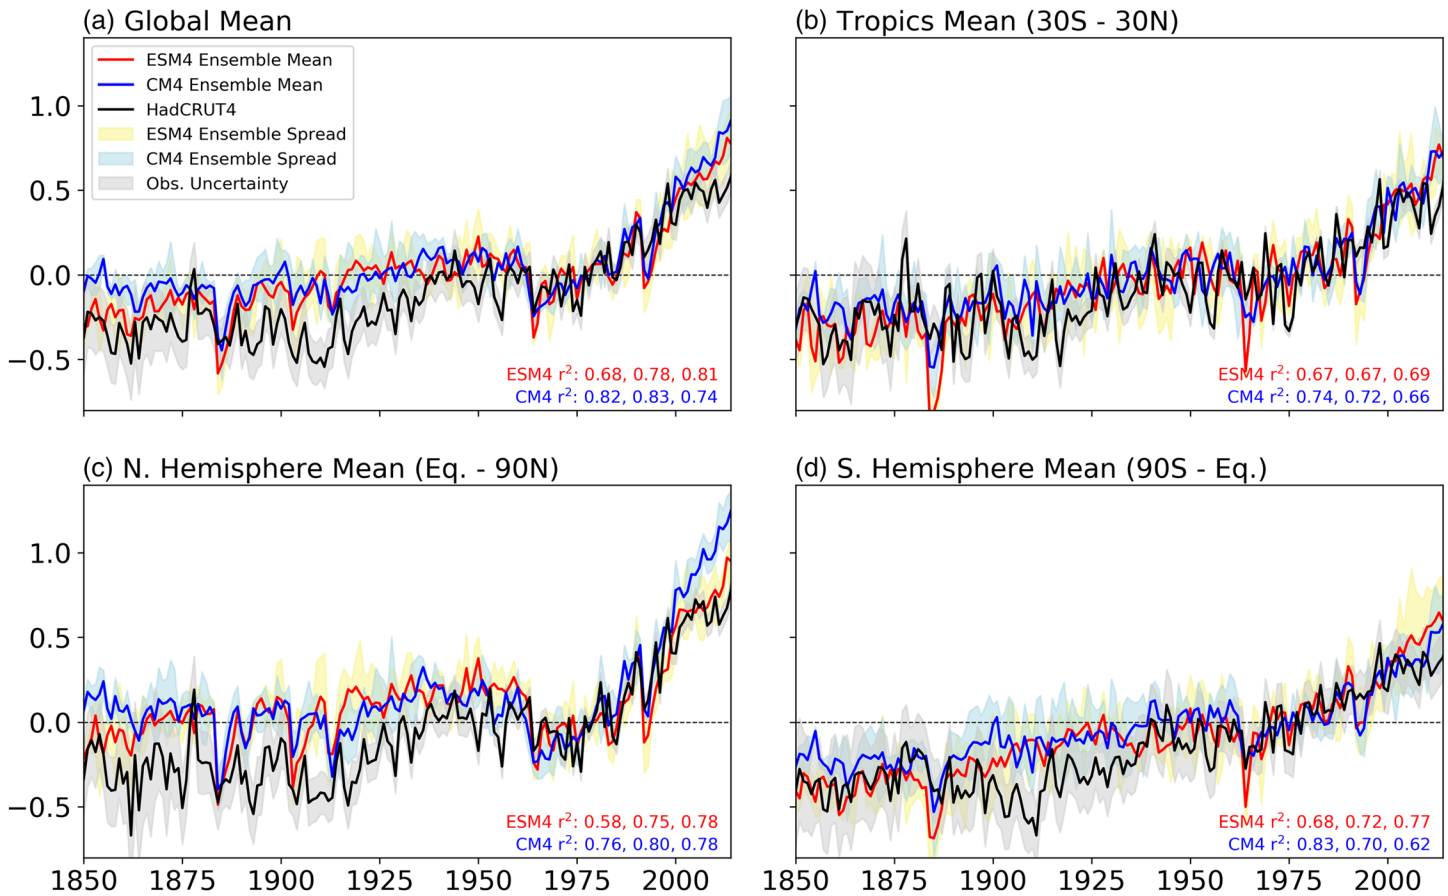 (a) Global Mean
(b) Tropics Mean (30S - 30N)
ESM4 Ensemble Mean
CM4 Ensemble Mean
HadCRUT4
ESM4 Ensemble Spread
CM4 Ensemble Spread
Obs. Uncertainty
1.0
0.5
0.0
−0.5
ESM4 r²: 0.68, 0.78, 0.81
CM4 r²: 0.82, 0.83, 0.74
ESM4 r²: 0.67, 0.67, 0.69
CM4 r²: 0.74, 0.72, 0.66
(c) N. Hemisphere Mean (Eq. - 90N)
(d) S. Hemisphere Mean (90S - Eq.)
1.0
0.5
0.0
−0.5
ESM4 r²: 0.58, 0.75, 0.78
CM4 r²: 0.76, 0.80, 0.78
ESM4 r²: 0.68, 0.72, 0.77
CM4 r²: 0.83, 0.70, 0.62
1850 1875 1900 1925 1950 1975 2000
1850 1875 1900 1925 1950 1975 2000